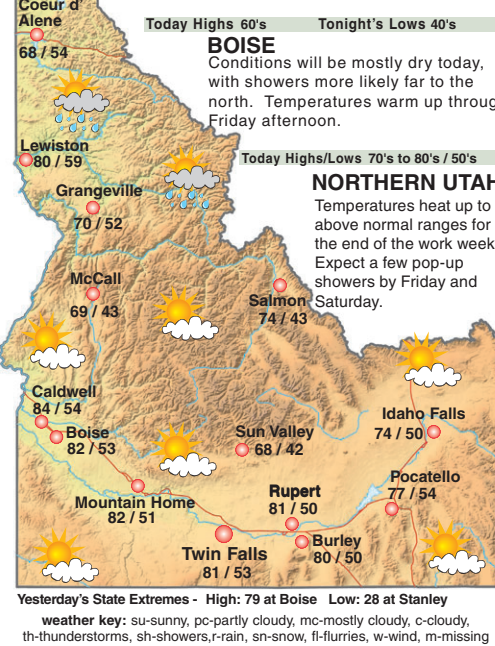 Coeur d'
Alene
68 / 54
Today Highs 60's Tonight's Lows 40's
BOISE
Conditions will be mostly dry today,
with showers more likely far to the
north. Temperatures warm up throug
Friday afternoon.
Lewiston
80 / 59
Today Highs/Lows 70's to 80's / 50's
NORTHERN UTAH
Temperatures heat up to
above normal ranges for
the end of the work week
Expect a few pop-up
showers by Friday and
Saturday.
Grangeville
70 / 52
McCall
69 / 43
Salmon
74 / 43
Caldwell
84 / 54
Boise
82 / 53
Sun Valley
68 / 42
Idaho Falls
74 / 50
Mountain Home
82 / 51
Rupert
81 / 50
Pocatello
77 / 54
Twin Falls
81 / 53
Burley
80 / 50
Yesterday's State Extremes - High: 79 at Boise Low: 28 at Stanley
weather key: su-sunny, pc-partly cloudy, mc-mostly cloudy, c-cloudy,
th-thunderstorms, sh-showers,r-rain, sn-snow, fl-flurries, w-wind, m-missing